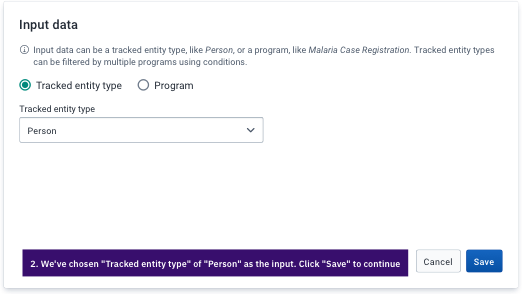 Input data
Input data can be a tracked entity type, like Person, or a program, like Malaria Case Registration. Tracked entity types
can be filtered by multiple programs using conditions.
Tracked entity type Program
Tracked entity type
Person
2. We've chosen "Tracked entity type" of "Person" as the input. Click "Save" to continue Cancel Save